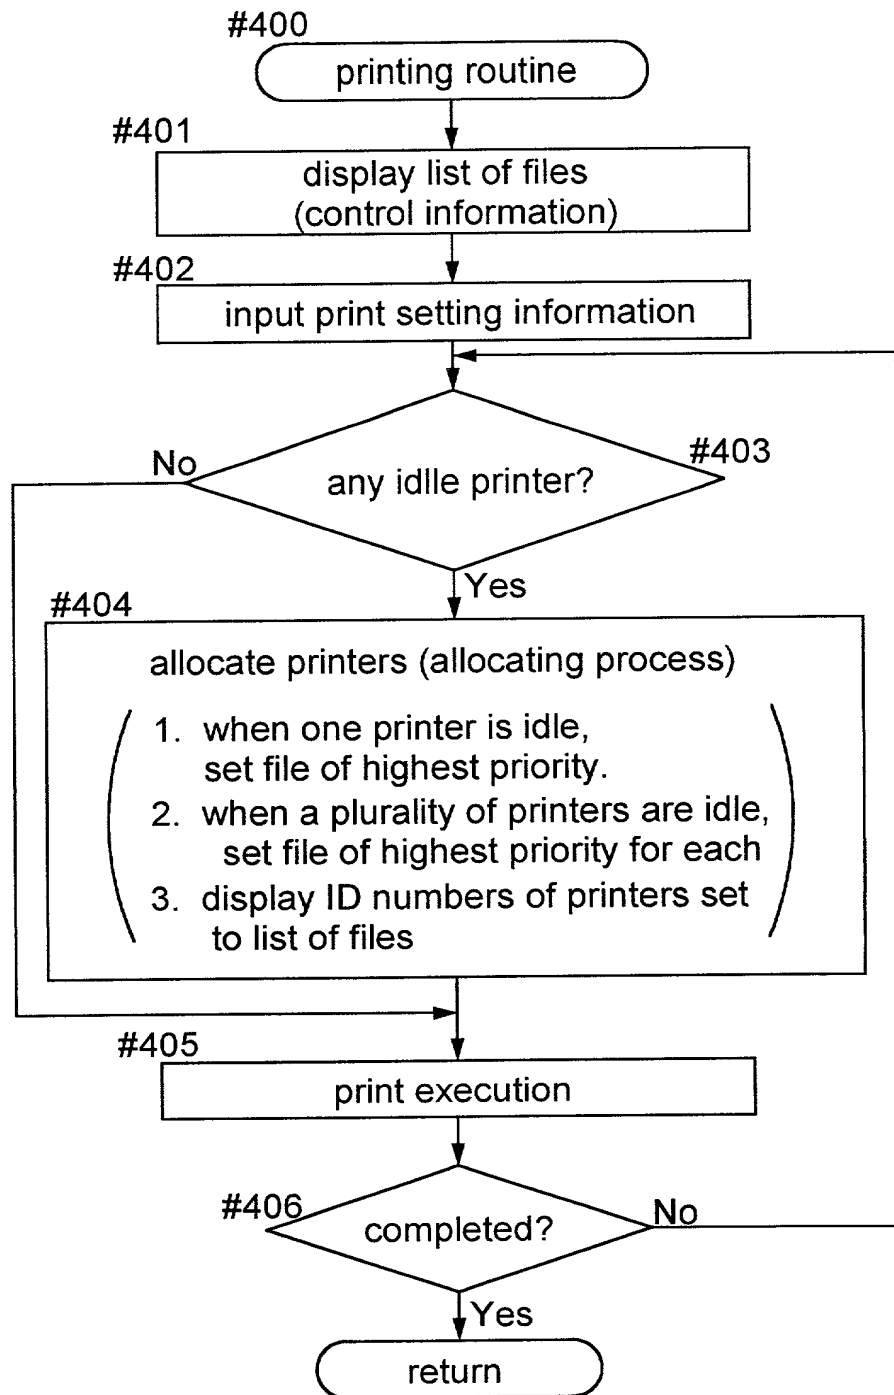 #400
printing routine
#401
display list of files
(control information)
#402
input print setting information
No
#403
any idlle printer?
Yes
#404
allocate printers (allocating process)
1. when one printer is idle,
set file of highest priority.
2. when a plurality of printers are idle,
set file of highest priority for each
3. display ID numbers of printers set
to list of files
#405
print execution
#406
No
completed?
Yes
return